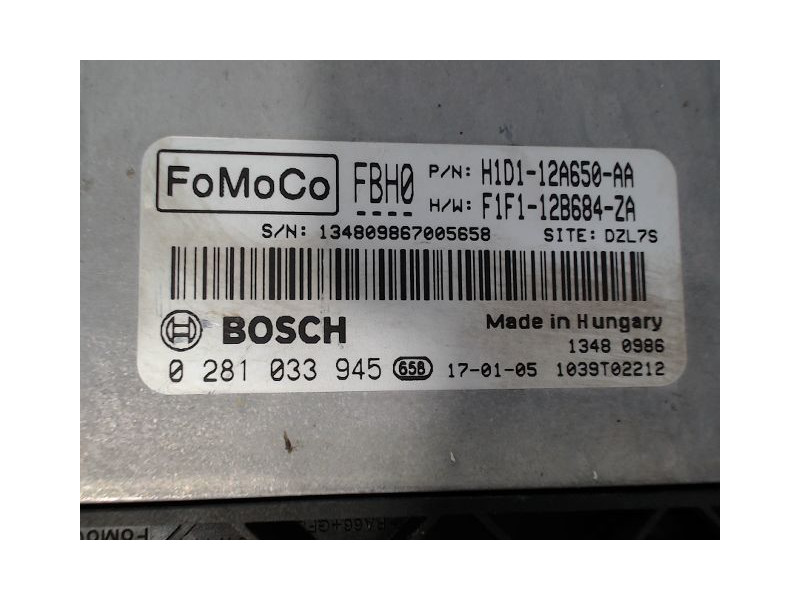 FoMoCo FBH0 P/N: H1D1-12A650-AA
H/W: F1F1-12B684-ZA
S/N: 134809867005658 SITE: DZL7S
BOSCH Made in Hungary
1348 0986
0 281 033 945 65B 17-01-05 1039T02212